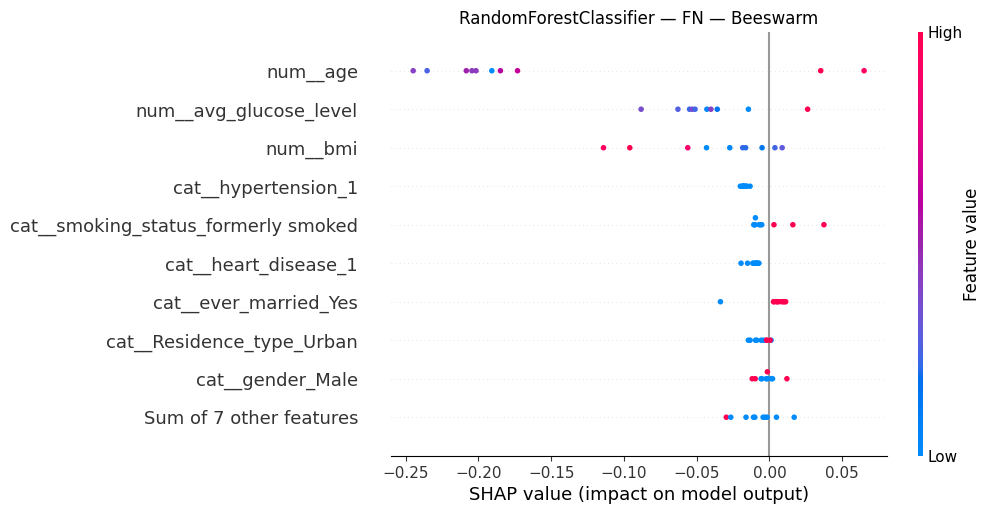 RandomForestClassifier — FN — Beeswarm
High
num__age
num__avg_glucose_level
num__bmi
cat__hypertension_1
cat__smoking_status_formerly smoked
cat__heart_disease_1
cat__ever_married_Yes
cat__Residence_type_Urban
cat__gender_Male
Sum of 7 other features
Feature value
Low
−0.25 −0.20 −0.15 −0.10 −0.05 0.00 0.05
SHAP value (impact on model output)